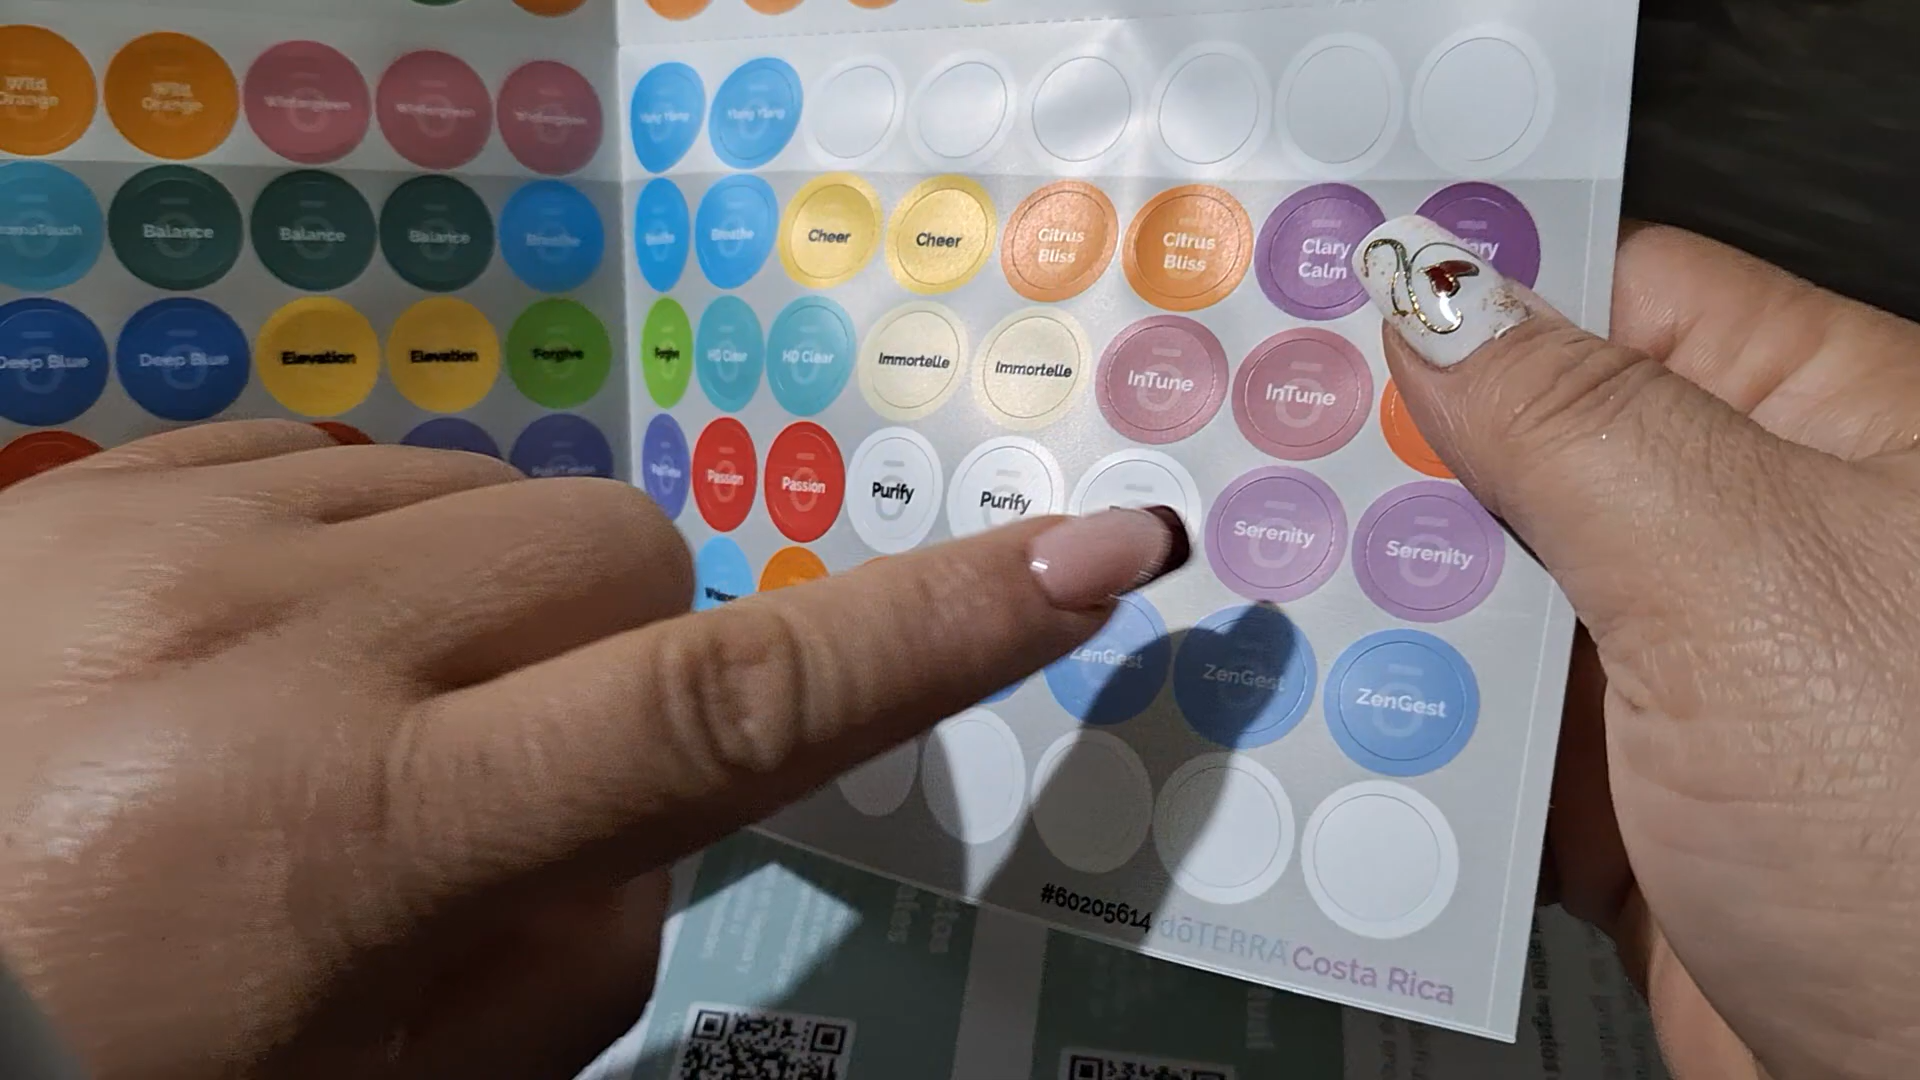 Wild
Orange
Wild
Orange
Wintergreen
Wintergreen
Wintergreen
Ylang Ylang
Ylang Ylang
Balance
Balance
Balance
Breathe
Breathe
Cheer
Cheer
Citrus
Bliss
Citrus
Bliss
Clary
Calm
Deep Blue
Deep Blue
Elevation
Elevation
Forgive
Forgive
HD Clear
HD Clear
Immortelle
Immortelle
InTune
InTune
PastTense
Passion
Passion
Purify
Purify
Serenity
Serenity
ZenGest
ZenGest
ZenGest
#60205614 dōTERRA Costa Rica